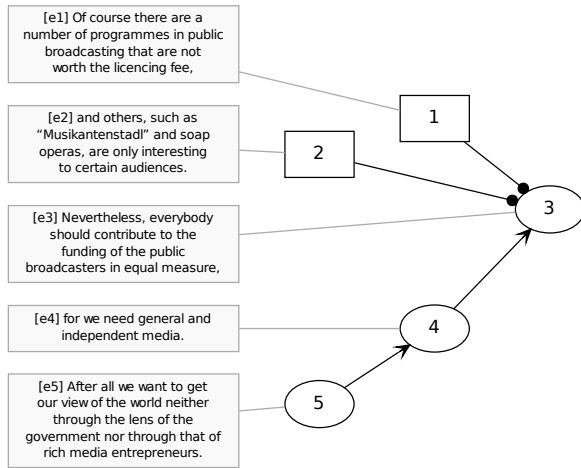 [e1] Of course there are a
number of programmes in public
broadcasting that are not
worth the licencing fee,
1
[e2] and others, such as
“Musikantenstadl” and soap
operas, are only interesting
to certain audiences.
2
[e3] Nevertheless, everybody
should contribute to the
funding of the public
broadcasters in equal measure,
3
[e4] for we need general and
independent media.
4
[e5] After all we want to get
our view of the world neither
through the lens of the
government nor through that of
rich media entrepreneurs.
5